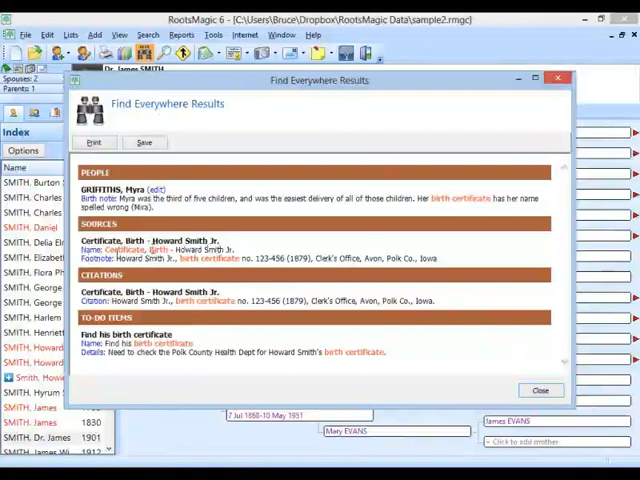 RootsMagic 6 - [C:\Users\Bruce\Dropbox\RootsMagic Data\sample2.rmgc]
File Edit Lists Add View Search Reports Tools Internet Window Help
Dr. James SMITH
Spouses: 2
Parents: 1
Find Everywhere Results
Find Everywhere Results
Print Save
Index
Options
Name
SMITH, Burton
SMITH, Charles
SMITH, Charles
SMITH, Daniel
SMITH, Delia El
SMITH, Elizabet
SMITH, Flora Ph
SMITH, George
SMITH, George
SMITH, Harlem
SMITH, Henriett
SMITH, Howard
SMITH, Howard
Smith, Howie
SMITH, Hyrum
SMITH, James
SMITH, James 1830
SMITH, Dr. James 1901
SMITH, James Wi 1912
PEOPLE
GRIFFITHS, Myra (edit)
Birth note: Myra was the third of five children, and was the easiest delivery of all of those children. Her birth certificate has her name
spelled wrong (Mira).
SOURCES
Certificate, Birth - Howard Smith Jr.
Name: Certificate, Birth - Howard Smith Jr.
Footnote: Howard Smith Jr., birth certificate no. 123-456 (1879), Clerk's Office, Avon, Polk Co., Iowa
CITATIONS
Certificate, Birth - Howard Smith Jr.
Citation: Howard Smith Jr., birth certificate no. 123-456 (1879), Clerk's Office, Avon, Polk Co., Iowa.
TO-DO ITEMS
Find his birth certificate
Name: Find his birth certificate
Details: Need to check the Polk County Health Dept for Howard Smith's birth certificate.
Close
7 Jul 1868-10 May 1951
Mary EVANS
James EVANS
+ Click to add mother